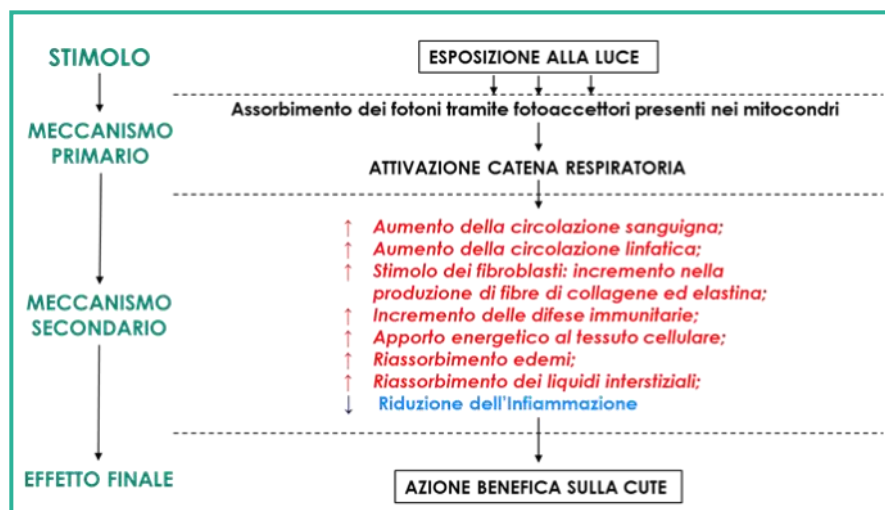 STIMOLO
ESPOSIZIONE ALLA LUCE
MECCANISMO
PRIMARIO
Assorbimento dei fotoni tramite fotoaccettori presenti nei mitocondri
ATTIVAZIONE CATENA RESPIRATORIA
MECCANISMO
SECONDARIO
↑ Aumento della circolazione sanguigna;
↑ Aumento della circolazione linfatica;
↑ Stimolo dei fibroblasti: incremento nella
produzione di fibre di collagene ed elastina;
↑ Incremento delle difese immunitarie;
↑ Apporto energetico al tessuto cellulare;
↑ Riassorbimento edemi;
↑ Riassorbimento dei liquidi interstiziali;
↓ Riduzione dell'Infiammazione
EFFETTO FINALE
AZIONE BENEFICA SULLA CUTE